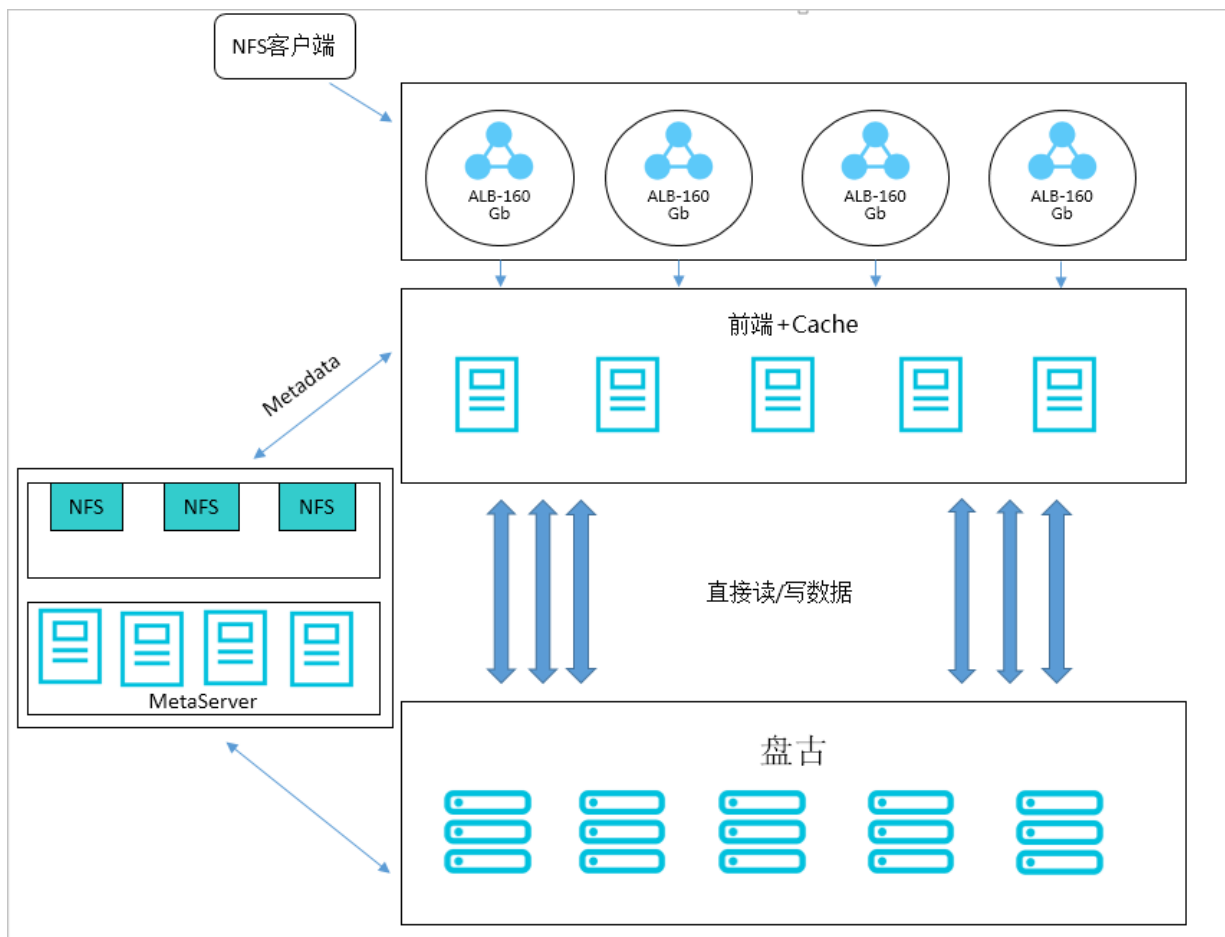 NFS客户端
ALB-160
Gb
ALB-160
Gb
ALB-160
Gb
ALB-160
Gb
前端+Cache
Metadata
NFS
NFS
NFS
直接读/写数据
MetaServer
盘古